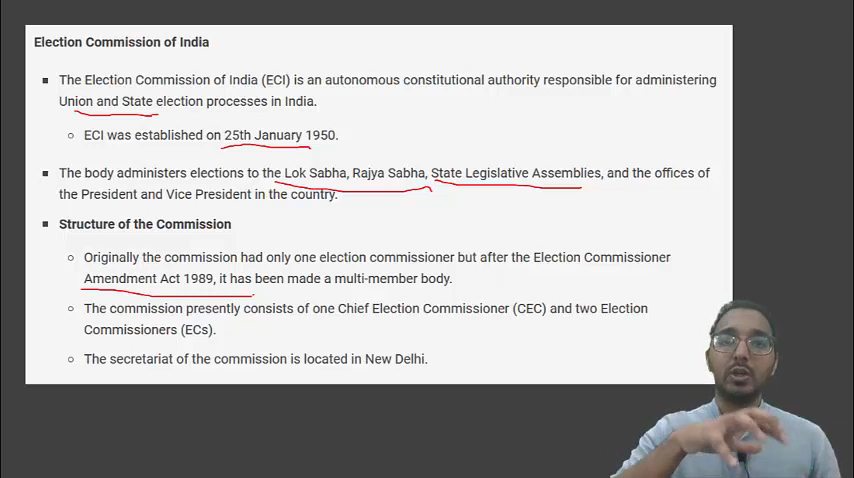 Election Commission of India
The Election Commission of India (ECI) is an autonomous constitutional authority responsible for administering
Union and State election processes in India.
ECI was established on 25th January 1950.
The body administers elections to the Lok Sabha, Rajya Sabha, State Legislative Assemblies, and the offices of
the President and Vice President in the country.
Structure of the Commission
Originally the commission had only one election commissioner but after the Election Commissioner
Amendment Act 1989, it has been made a multi-member body.
The commission presently consists of one Chief Election Commissioner (CEC) and two Election
Commissioners (ECs).
The secretariat of the commission is located in New Delhi.